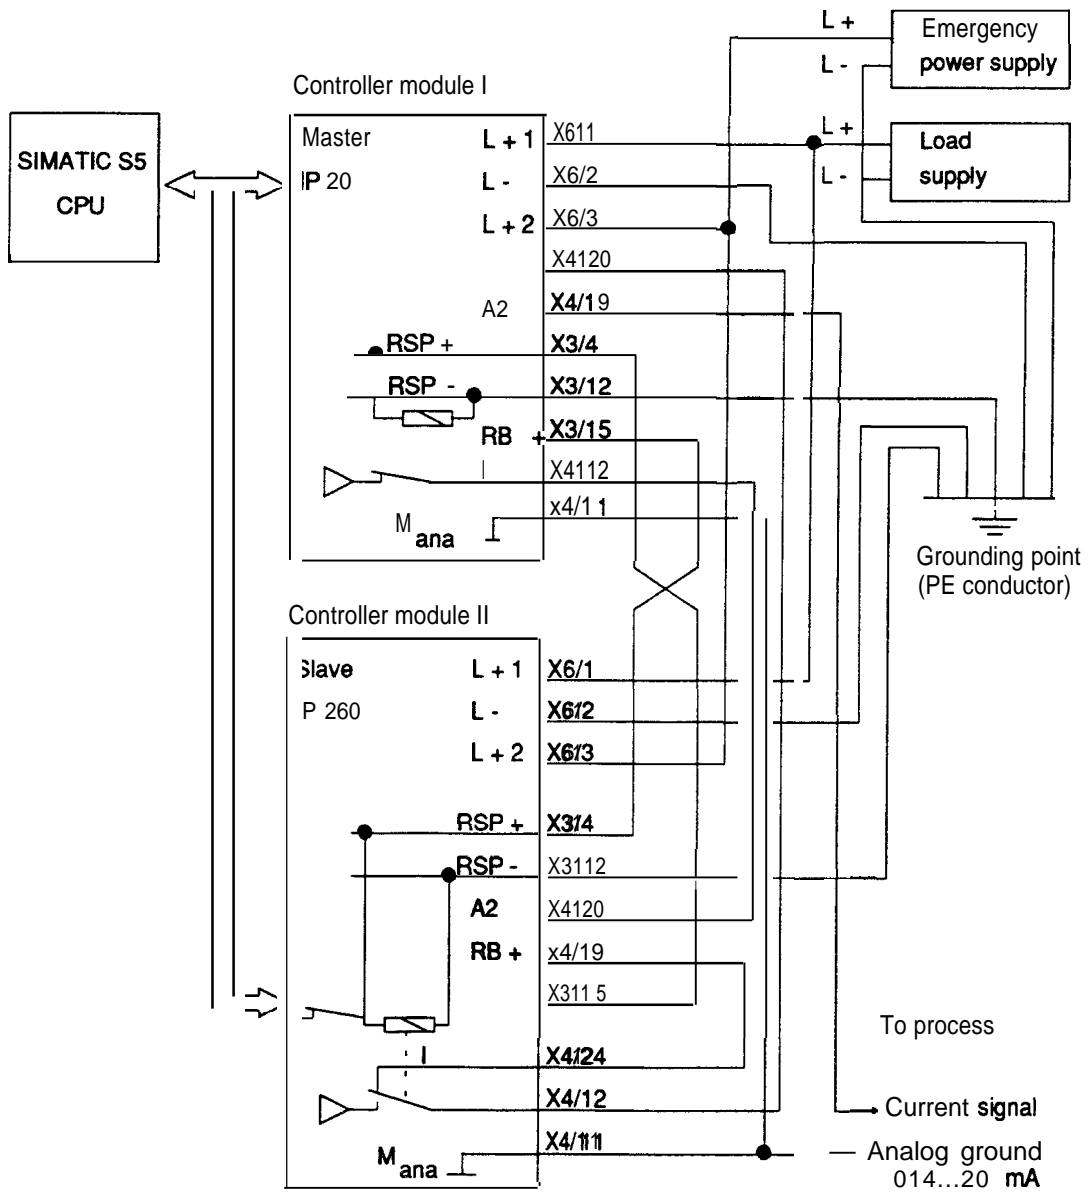 L + Emergency
L - power supply
Controller module I
SIMATIC S5
CPU
Master
IP 20
L + 1 X611
L - X6/2
L + 2 X6/3
X4120
A2 X4/19
RSP + X3/4
RSP - X3/12
RB + X3/15
I X4112
M ana x4/1 1
L + Load
L - supply
Grounding point
(PE conductor)
Controller module II
Slave
P 260
L + 1 X6/1
L - X6/2
L + 2 X6/3
RSP + X3/4
RSP - X3112
A2 X4120
RB + x4/19
X311 5
I X4/24
X4/12
M ana X4/11
To process
Current signal
— Analog ground
014...20 mA